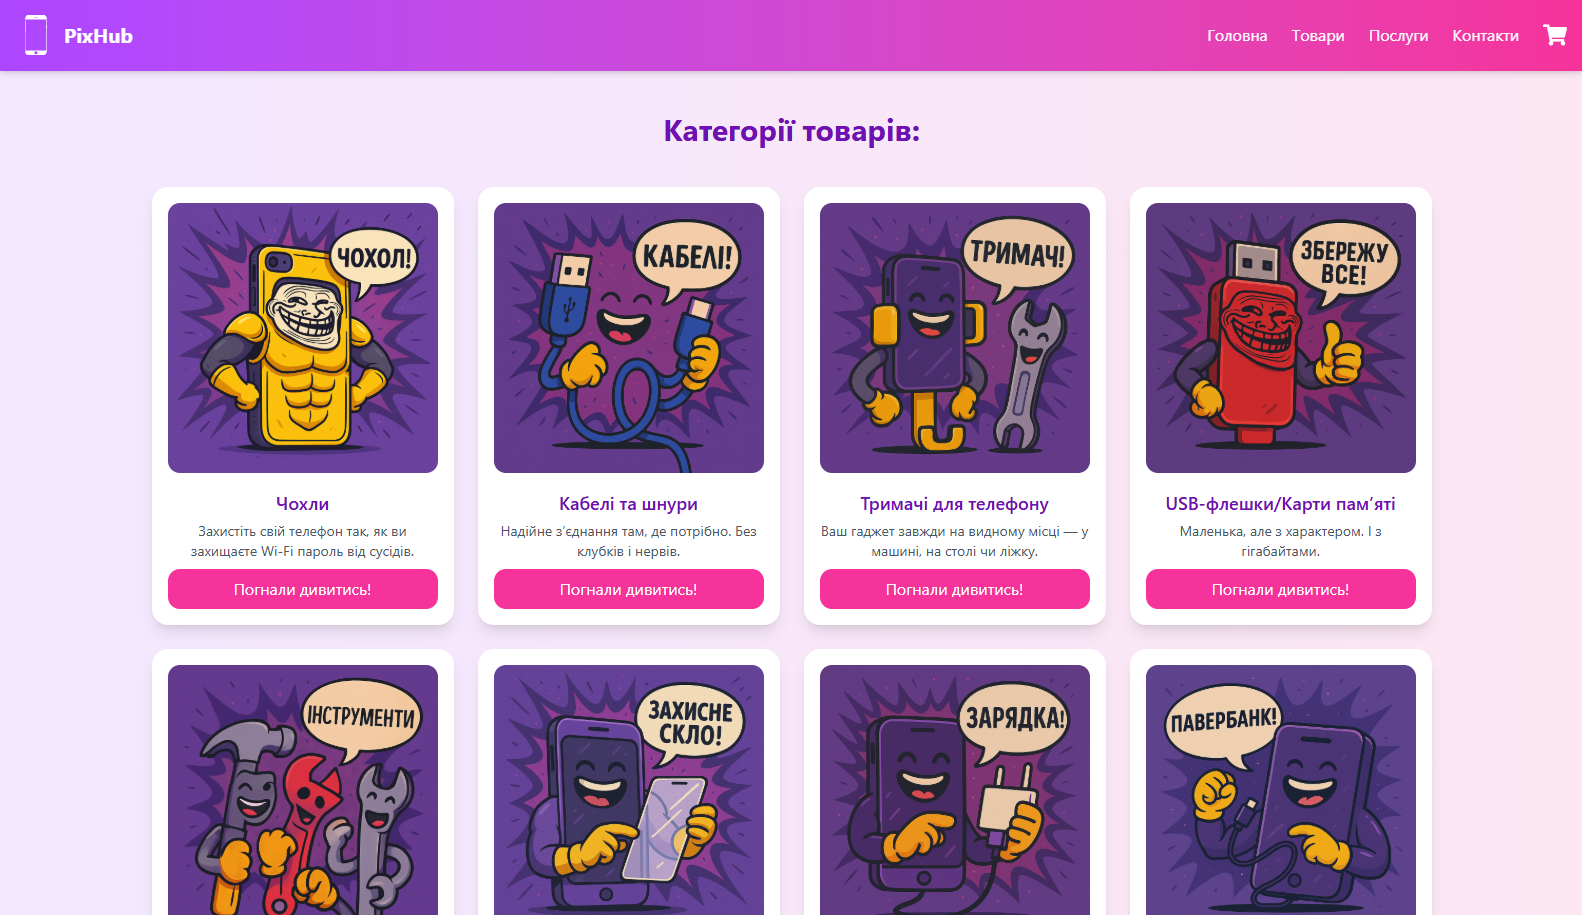 PixHub
Головна Товари Послуги Контакти
Категорії товарів:
ЧОХОЛ!
КАБЕЛІ!
ТРИМАЧ!
ЗБЕРЕЖУ
ВСЕ!
Чохли
Захистіть свій телефон так, як ви
захищаєте Wi-Fi пароль від сусідів.
Погнали дивитись!
Кабелі та шнури
Надійне з’єднання там, де потрібно. Без
клубків і нервів.
Погнали дивитись!
Тримачі для телефону
Ваш гаджет завжди на видному місці — у
машині, на столі чи ліжку.
Погнали дивитись!
USB-флешки/Карти пам’яті
Маленька, але з характером. І з
гігабайтами.
Погнали дивитись!
ІНСТРУМЕНТИ
ЗАХИСНЕ
СКЛО!
ЗАРЯДКА!
ПАВЕРБАНК!